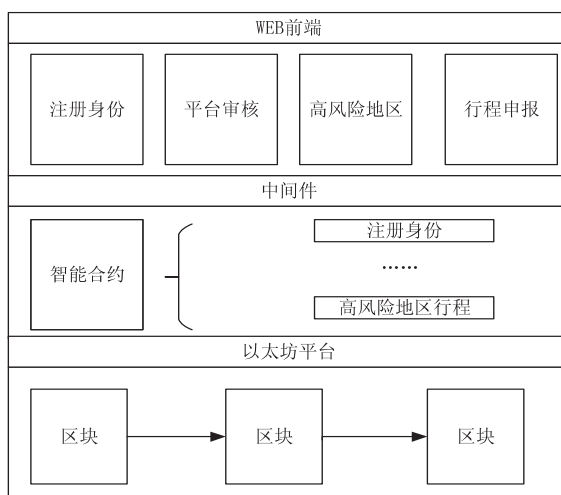 WEB前端
注册身份 平台审核 高风险地区 行程申报
中间件
注册身份
智能合约
......
高风险地区行程
以太坊平台
区块 区块 区块